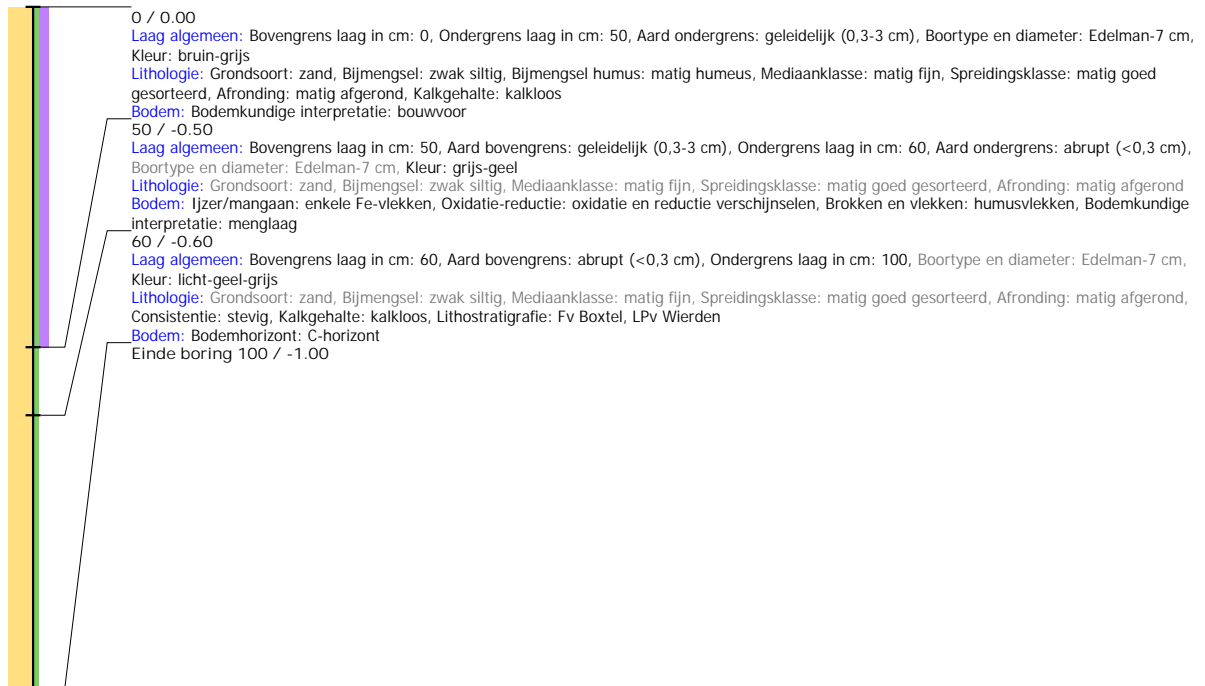 0 / 0.00
Laag algemeen: Bovengrens laag in cm: 0, Ondergrens laag in cm: 50, Aard ondergrens: geleidelijk (0,3-3 cm), Boortype en diameter: Edelman-7 cm,
Kleur: bruin-grijs
Lithologie: Grondsoort: zand, Bijmengsel: zwak siltig, Bijmengsel humus: matig humeus, Mediaanklasse: matig fijn, Spreidingsklasse: matig goed
gesorteerd, Afronding: matig afgerond, Kalkgehalte: kalkloos
Bodem: Bodemkundige interpretatie: bouwvoor
50 / -0.50
Laag algemeen: Bovengrens laag in cm: 50, Aard bovengrens: geleidelijk (0,3-3 cm), Ondergrens laag in cm: 60, Aard ondergrens: abrupt (<0,3 cm),
Boortype en diameter: Edelman-7 cm, Kleur: grijs-geel
Lithologie: Grondsoort: zand, Bijmengsel: zwak siltig, Mediaanklasse: matig fijn, Spreidingsklasse: matig goed gesorteerd, Afronding: matig afgerond
Bodem: Ijzer/mangaan: enkele Fe-vlekken, Oxidatie-reductie: oxidatie en reductie verschijnselen, Brokken en vlekken: humusvlekken, Bodemkundige
interpretatie: menglaag
60 / -0.60
Laag algemeen: Bovengrens laag in cm: 60, Aard bovengrens: abrupt (<0,3 cm), Ondergrens laag in cm: 100, Boortype en diameter: Edelman-7 cm,
Kleur: licht-geel-grijs
Lithologie: Grondsoort: zand, Bijmengsel: zwak siltig, Mediaanklasse: matig fijn, Spreidingsklasse: matig goed gesorteerd, Afronding: matig afgerond,
Consistentie: stevig, Kalkgehalte: kalkloos, Lithostratigrafie: Fv Boxtel, LPv Wierden
Bodem: Bodemhorizont: C-horizont
Einde boring 100 / -1.00